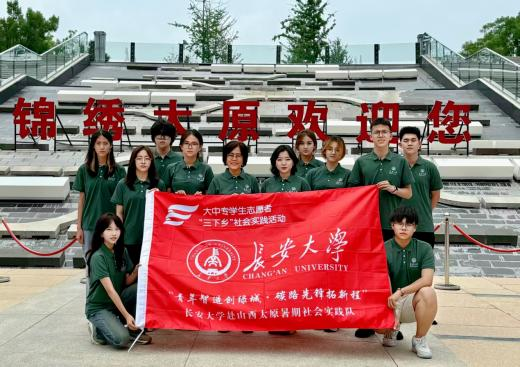 锦绣太原欢迎您
大中专学生志愿者
“三下乡”社会实践活动
長安大學
CHANG'AN UNIVERSITY
“青年智造创绿城·碳路先锋拓新程”
长安大学赴山西太原暑期社会实践队